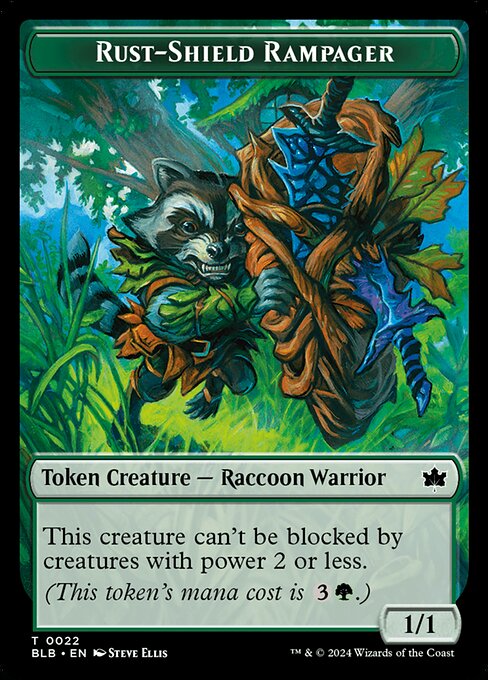 Rust-Shield Rampager
Token Creature — Raccoon Warrior
This creature can't be blocked by
creatures with power 2 or less.
(This token's mana cost is 3.)
1/1
T 0022
BLB • EN Steve Ellis
™ & © 2024 Wizards of the Coast